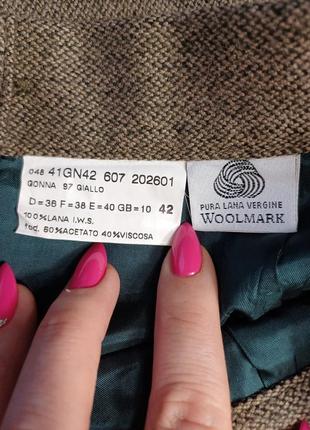 048 41GN42 607 202601
GONNA 97 GIALLO
D=36 F=38 E=40 GB=10 42
100%LANA I.W.S.
fod. 60%ACETATO 40%VISCOSA
PURA LANA VERGINE
WOOLMARK